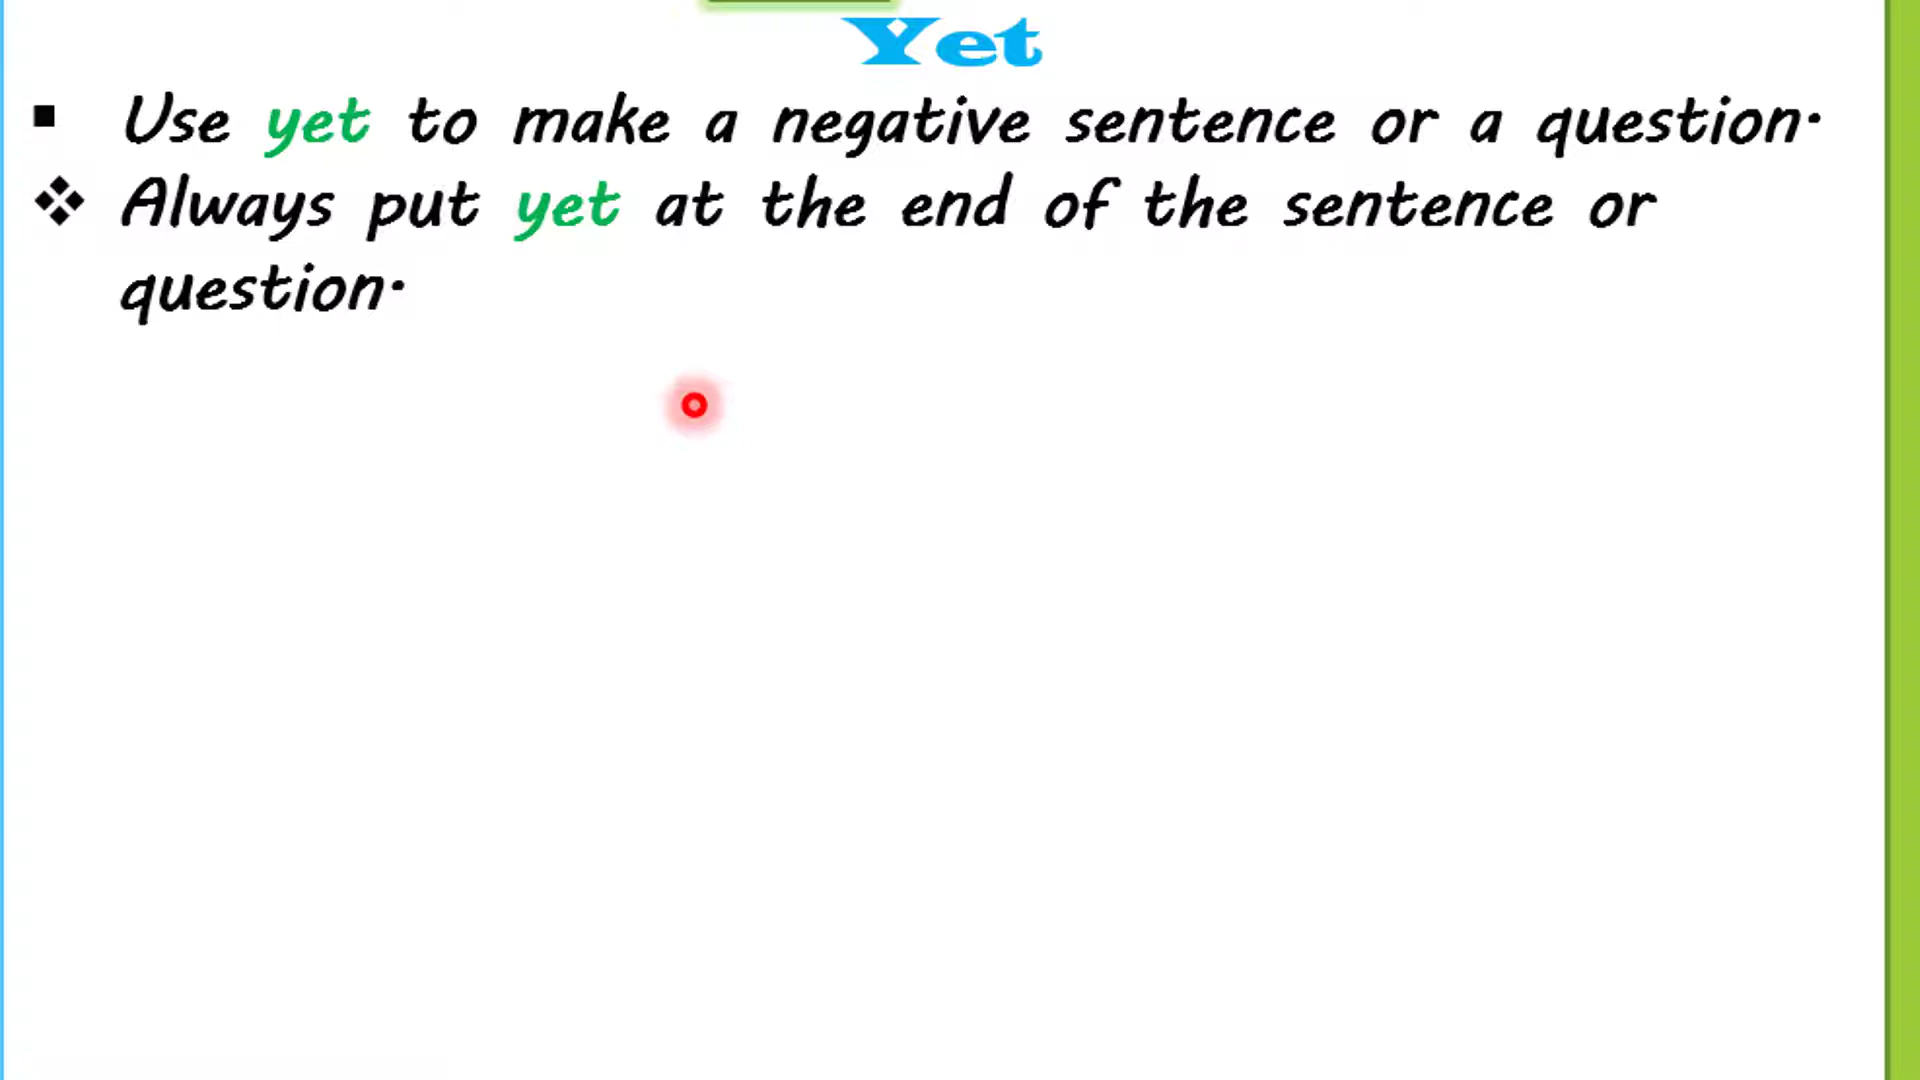 Yet
Use yet to make a negative sentence or a question.
Always put yet at the end of the sentence or
question.